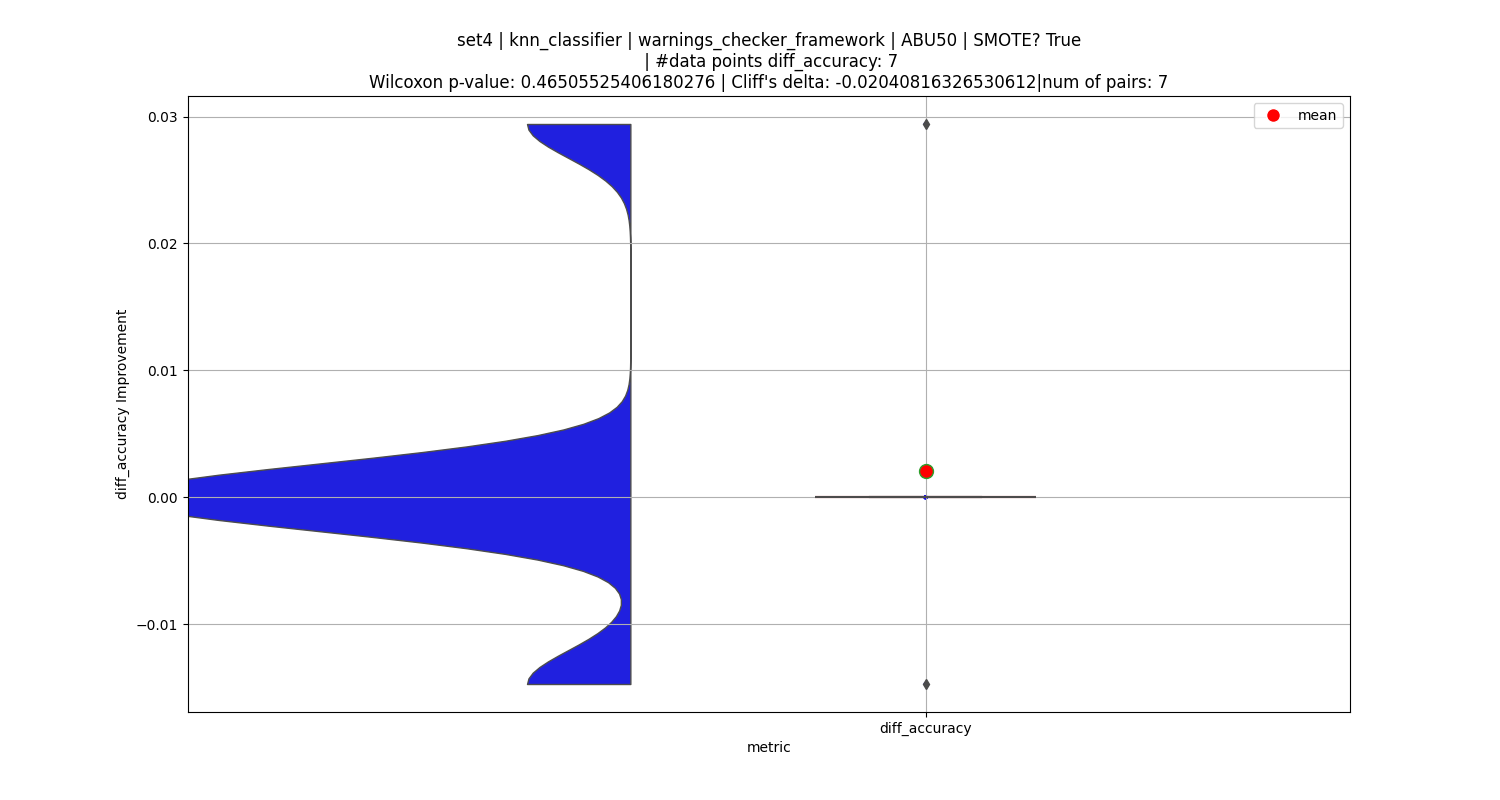 set4 | knn_classifier | warnings_checker_framework | ABU50 | SMOTE? True
| #data points diff_accuracy: 7
Wilcoxon p-value: 0.46505525406180276 | Cliff's delta: -0.02040816326530612|num of pairs: 7
mean
0.03
0.02
0.01
0.00
−0.01
diff_accuracy Improvement
diff_accuracy
metric